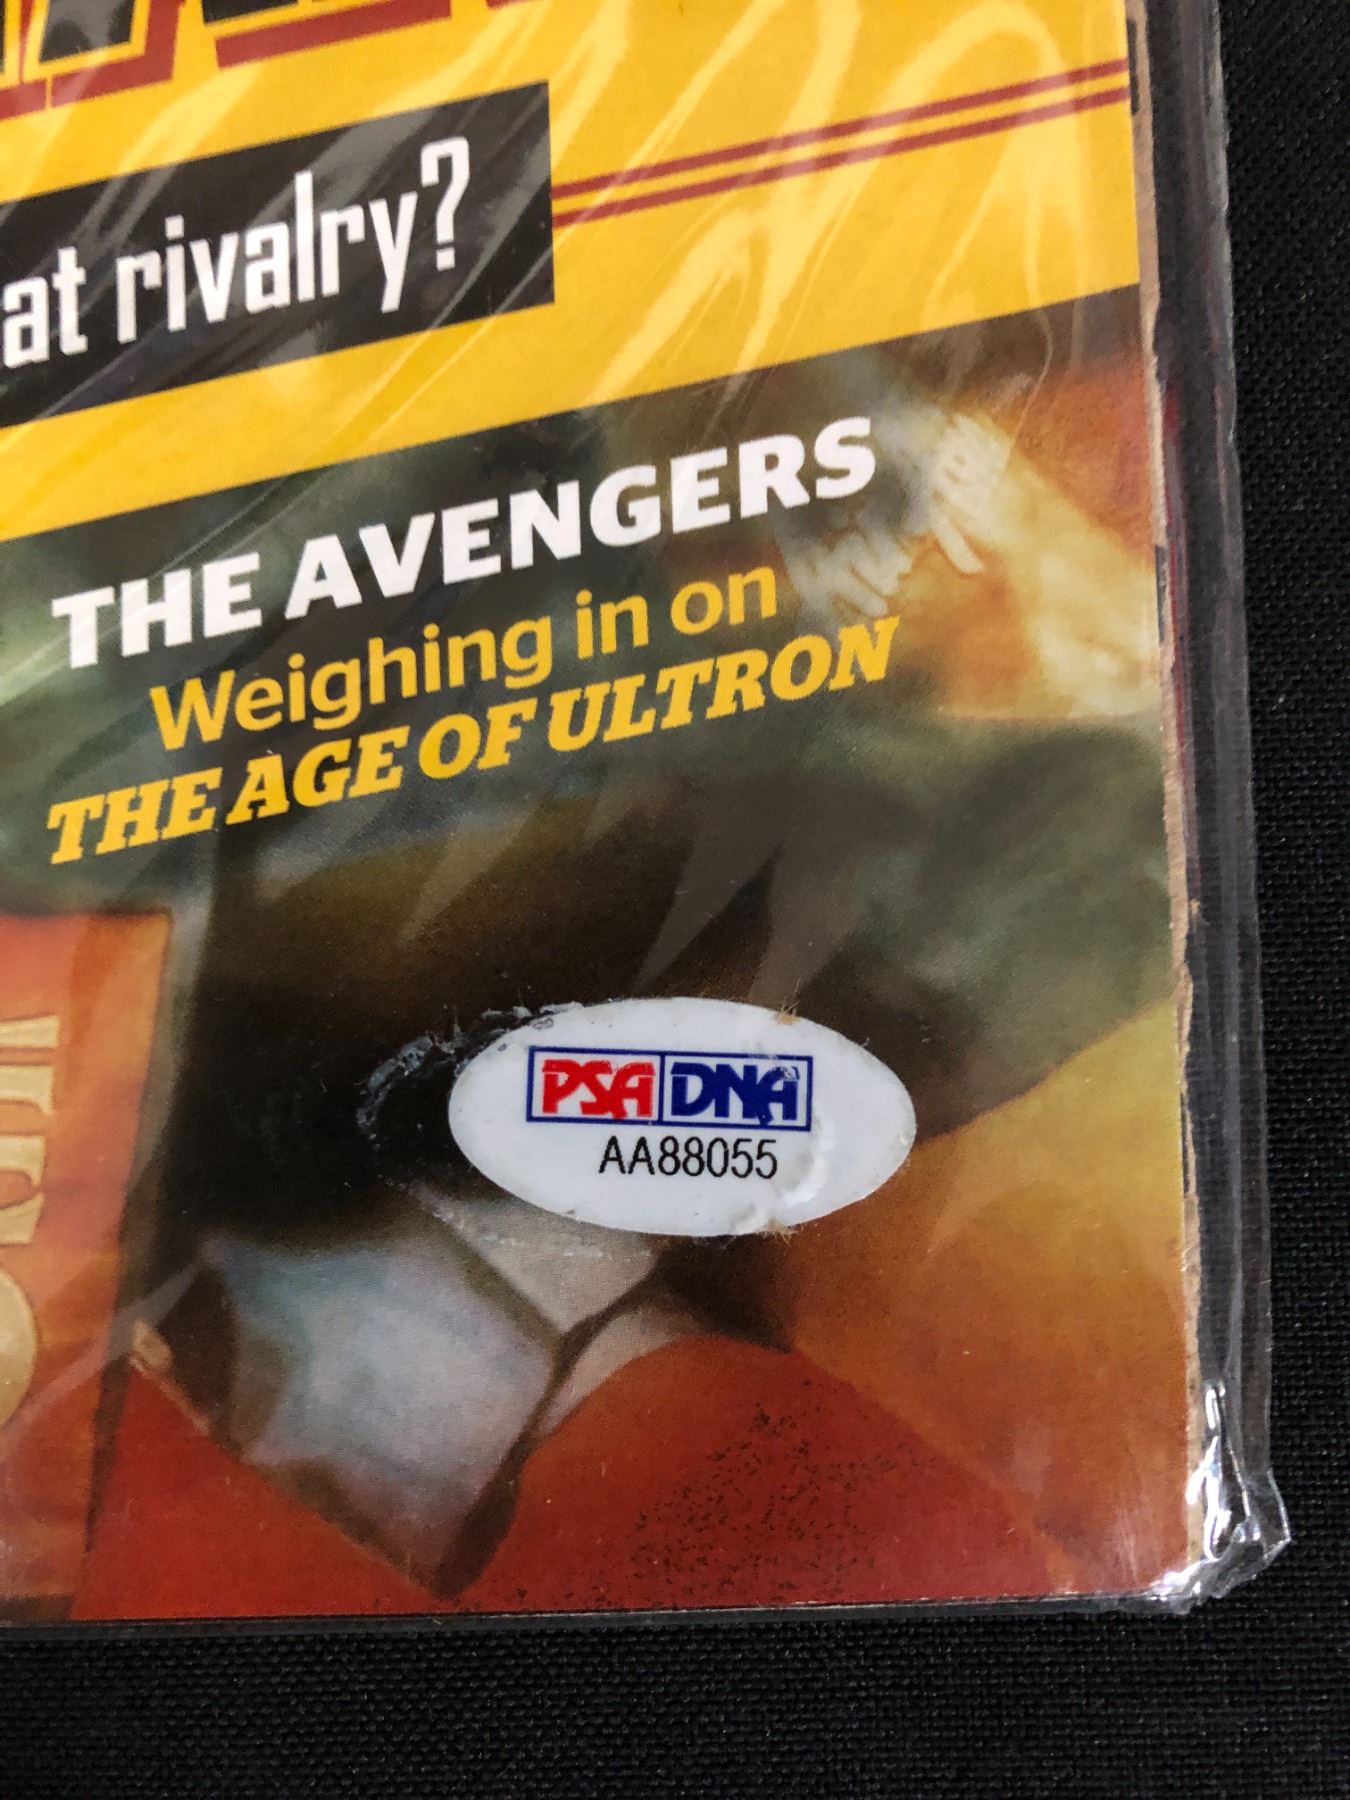 at rivalry?
THE AVENGERS
Weighing in on
THE AGE OF ULTRON
PSA DNA
AA88055